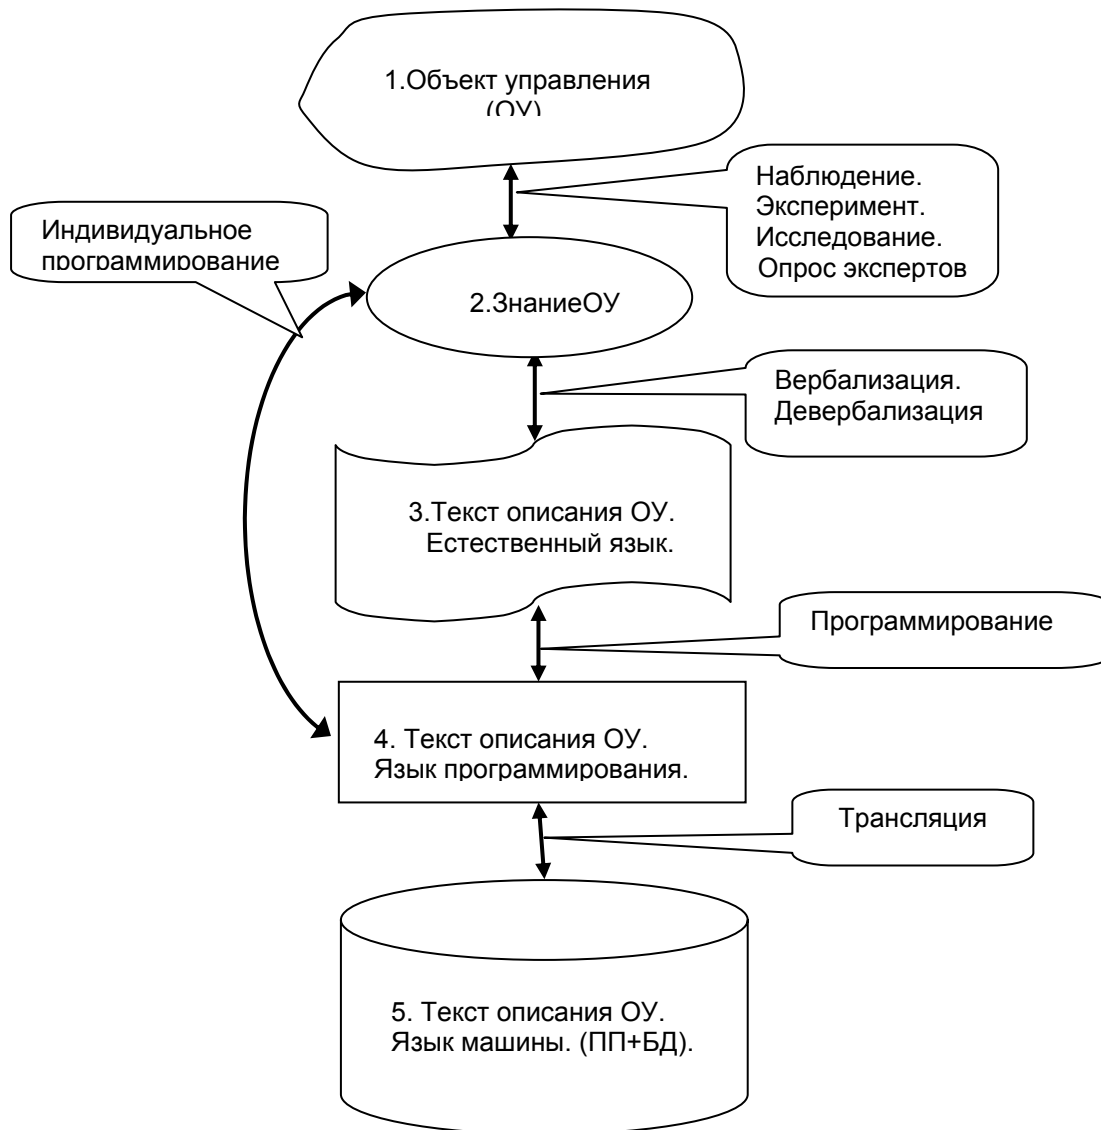 1.Объект управления
(ОУ)
Наблюдение.
Эксперимент.
Исследование.
Опрос экспертов
Индивидуальное
программирование
2.ЗнаниеОУ
Вербализация.
Девербализация
3.Текст описания ОУ.
Естественный язык.
Программирование
4. Текст описания ОУ.
Язык программирования.
Трансляция
5. Текст описания ОУ.
Язык машины. (ПП+БД).